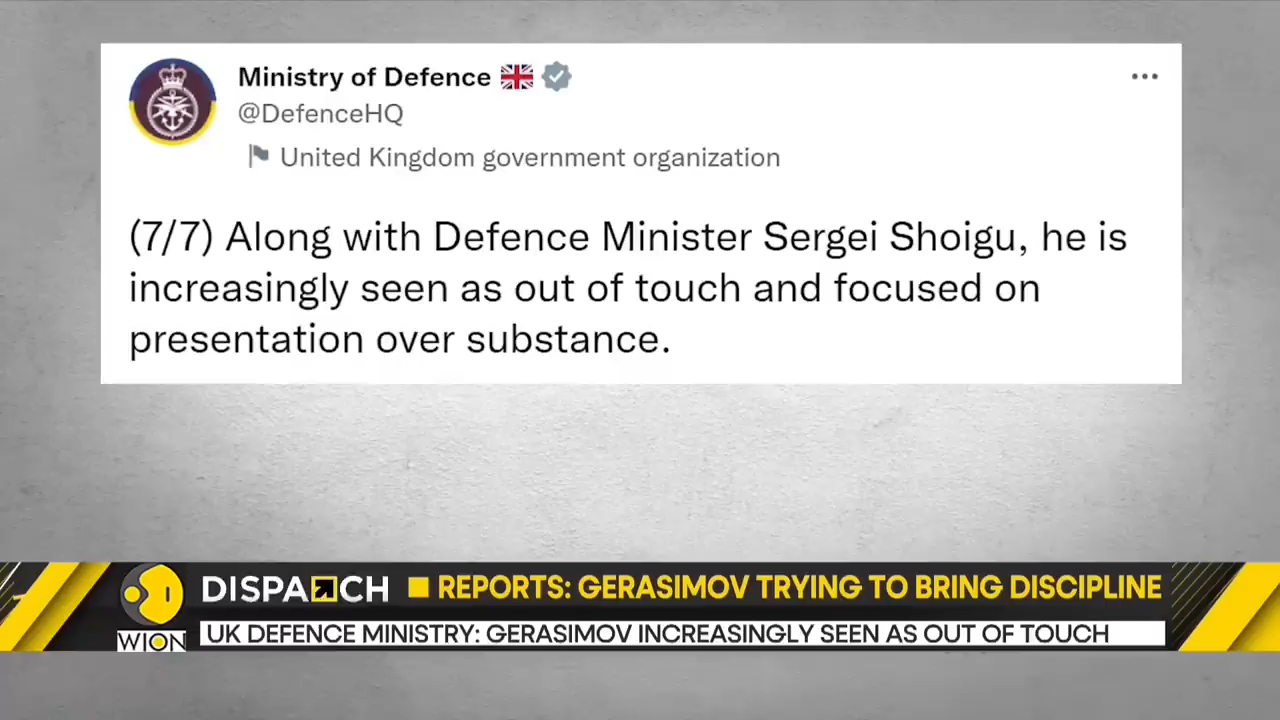 Ministry of Defence 🇬🇧
@DefenceHQ
United Kingdom government organization
(7/7) Along with Defence Minister Sergei Shoigu, he is
increasingly seen as out of touch and focused on
presentation over substance.
DISPATCH
REPORTS: GERASIMOV TRYING TO BRING DISCIPLINE
WION
UK DEFENCE MINISTRY: GERASIMOV INCREASINGLY SEEN AS OUT OF TOUCH